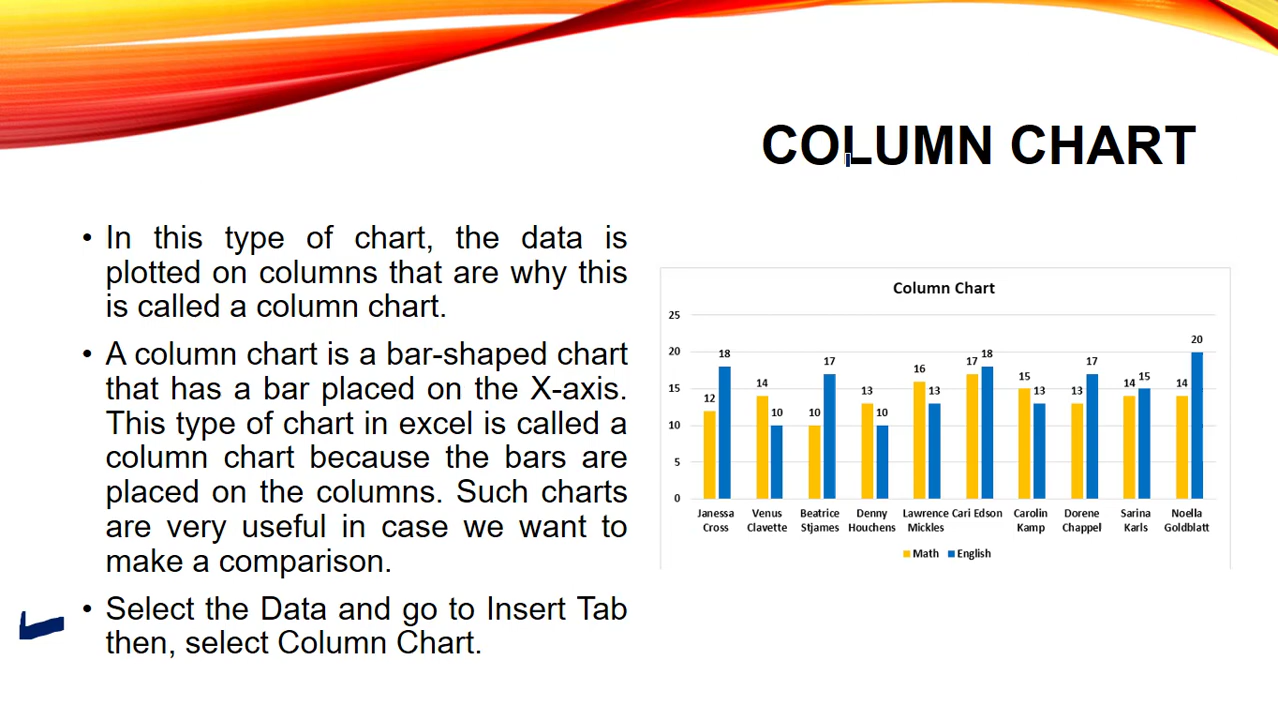 COLUMN CHART
• In this type of chart, the data is
plotted on columns that are why this
is called a column chart.
• A column chart is a bar-shaped chart
that has a bar placed on the X-axis.
This type of chart in excel is called a
column chart because the bars are
placed on the columns. Such charts
are very useful in case we want to
make a comparison.
• Select the Data and go to Insert Tab
then, select Column Chart.
Column Chart
25
20
15
10
5
0
12 18 14 10 10 17 13 10 16 13 17 18 15 13 13 17 14 15 14 20
Janessa Venus Beatrice Denny Lawrence Cari Edson Carolin Dorene Sarina Noella
Cross Clavette Stjames Houchens Mickles Kamp Chappel Karls Goldblatt
Math English